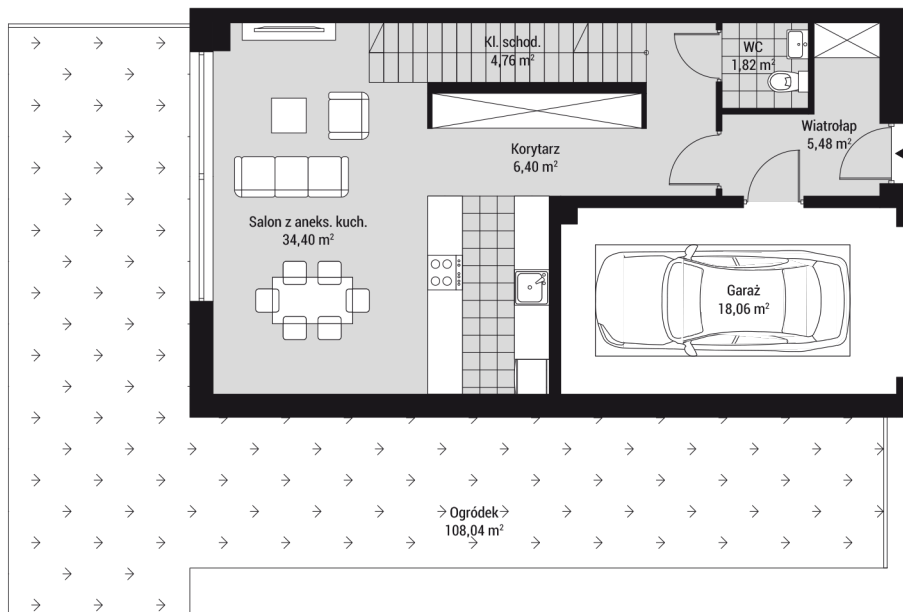 Kl. schod.
4,76 m²
WC
1,82 m²
Wiatrołap
5,48 m²
Korytarz
6,40 m²
Salon z aneks. kuch.
34,40 m²
Garaż
18,06 m²
Ogródek
108,04 m²